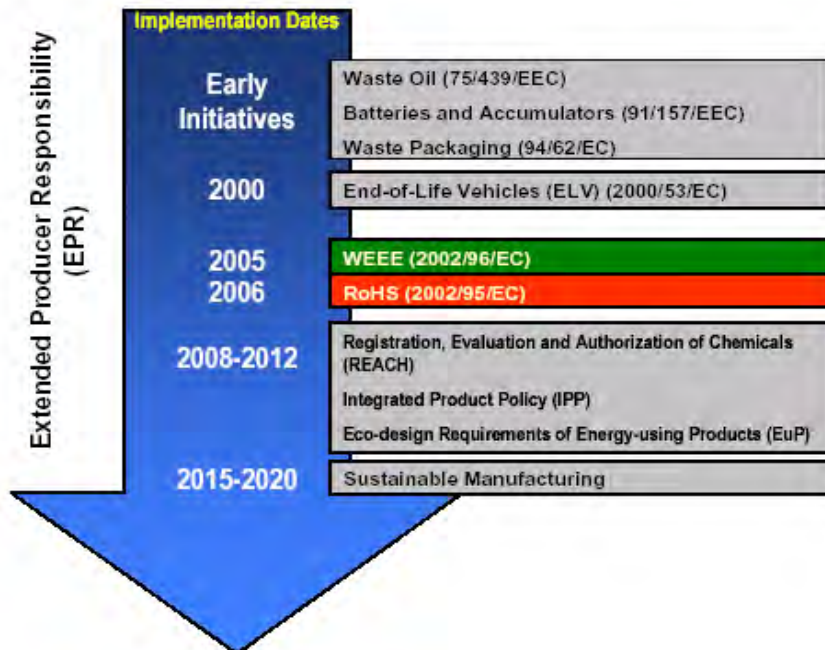 Implementation Dates
Extended Producer Responsibility
(EPR)
Early
Initiatives
Waste Oil (75/439/EEC)
Batteries and Accumulators (91/157/EEC)
Waste Packaging (94/62/EC)
2000
End-of-Life Vehicles (ELV) (2000/53/EC)
2005
WEEE (2002/96/EC)
2006
RoHS (2002/95/EC)
2008-2012
Registration, Evaluation and Authorization of Chemicals
(REACH)
Integrated Product Policy (IPP)
Eco-design Requirements of Energy-using Products (EuP)
2015-2020
Sustainable Manufacturing